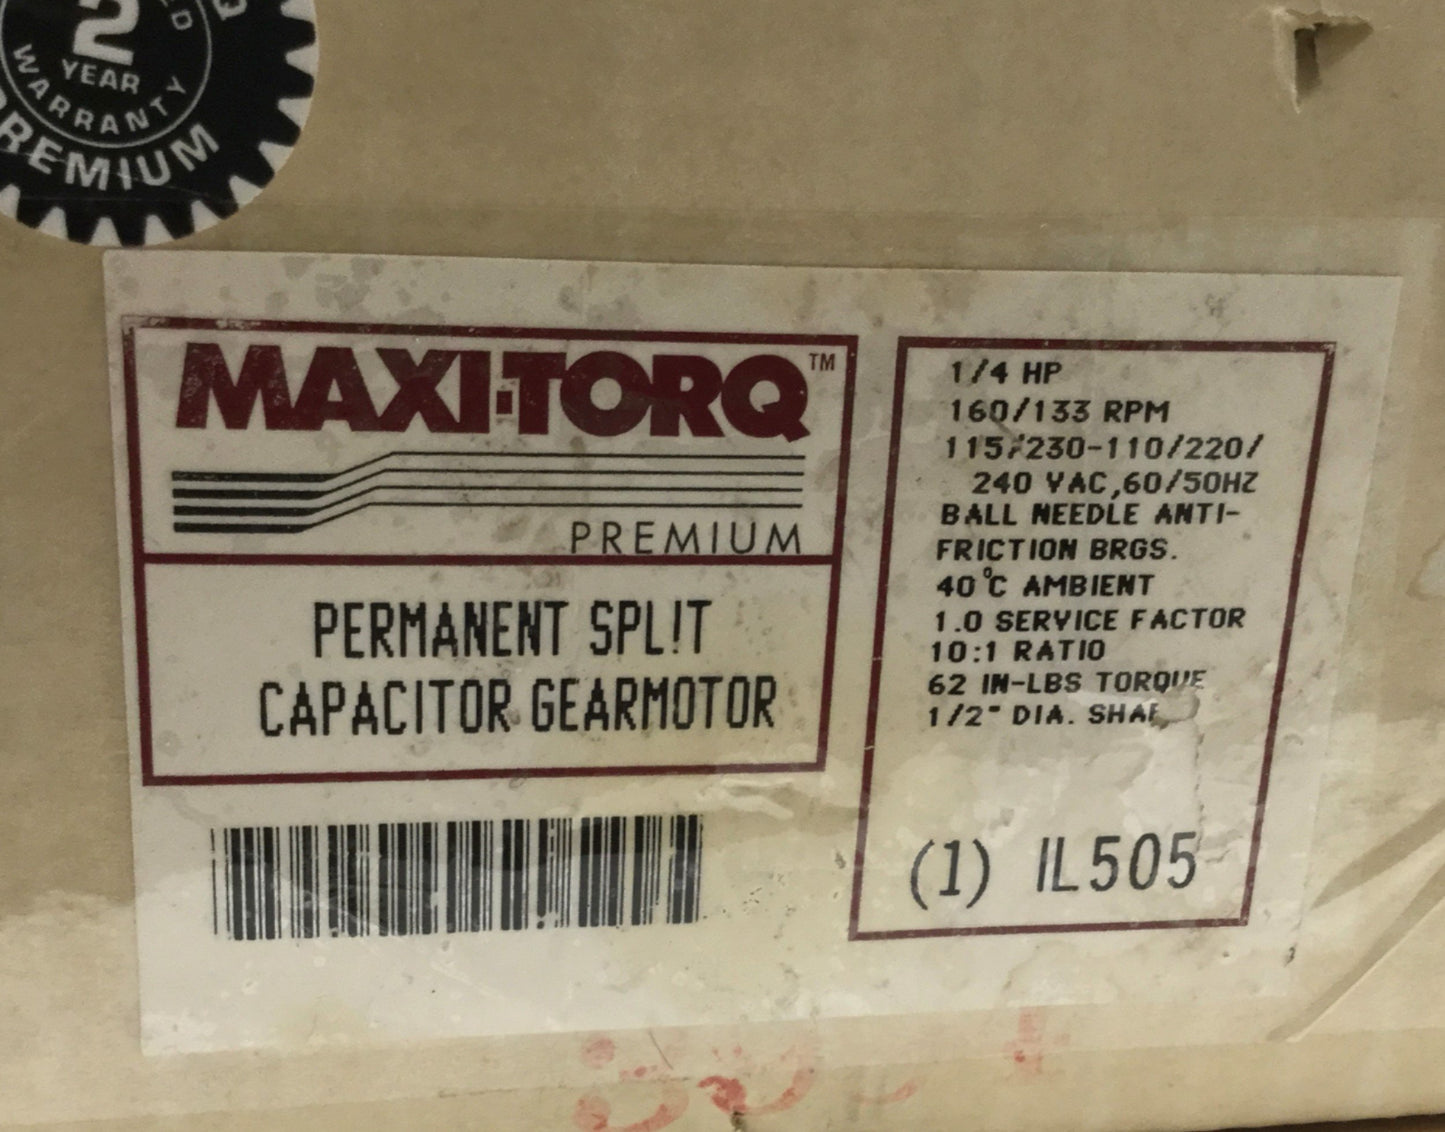 2
YEAR
WARRANTY
PREMIUM
MAXI-TORQ™
PREMIUM
PERMANENT SPLIT
CAPACITOR GEARMOTOR
1/4 HP
160/133 RPM
115/230-110/220/
240 VAC,60/50HZ
BALL NEEDLE ANTI-
FRICTION BRGS.
40°C AMBIENT
1.0 SERVICE FACTOR
10:1 RATIO
62 IN-LBS TORQUE
1/2" DIA.
(1) IL505